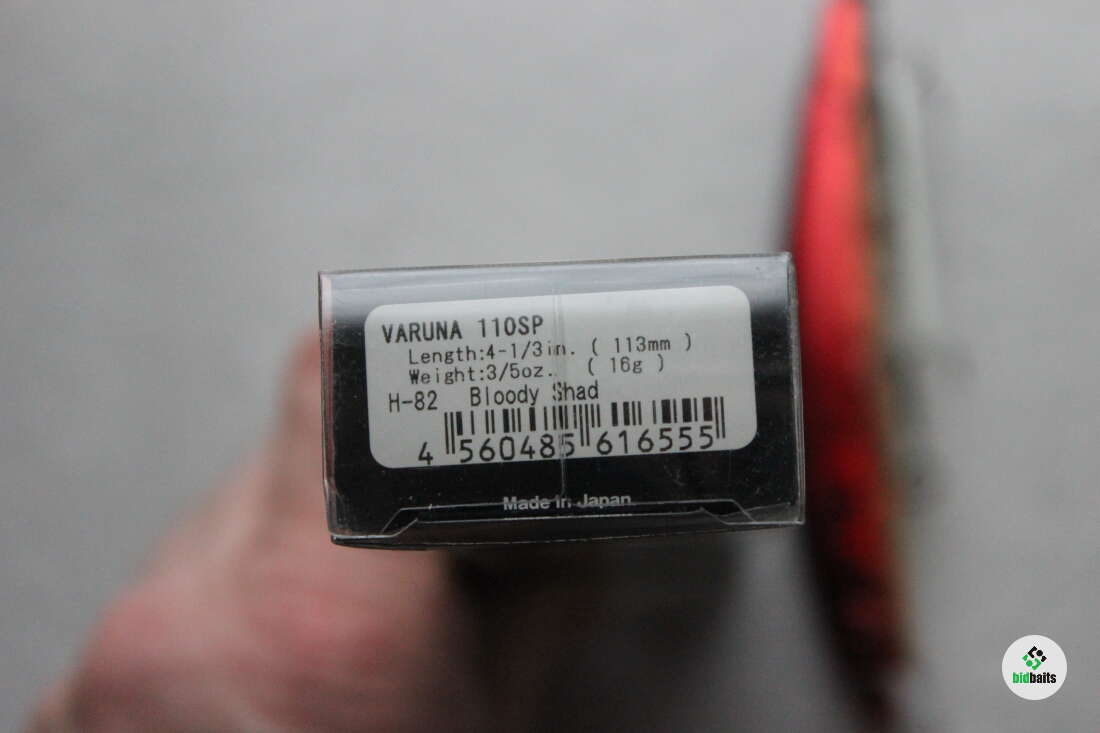 VARUNA 110SP
Length:4-1/3in. ( 113mm )
Weight:3/5oz. ( 16g )
H-82 Bloody Shad
4 560485 616555
Made in Japan
bidbaits